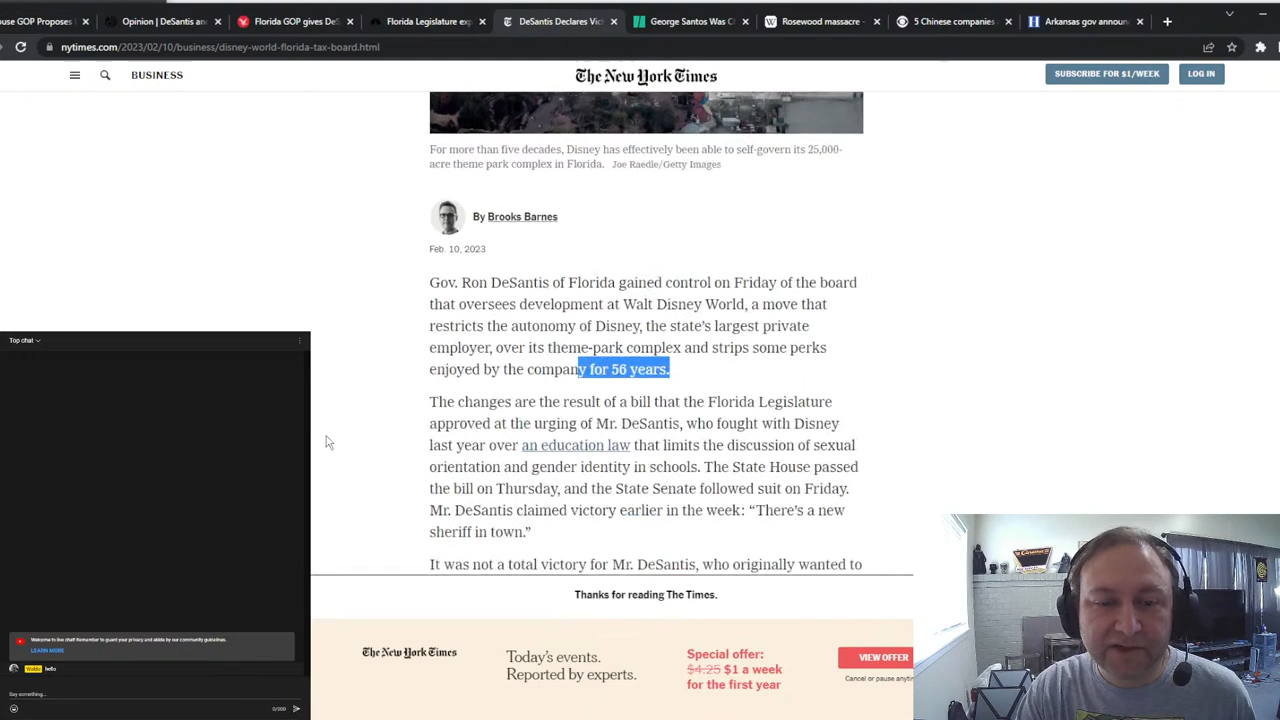 ouse GOP Proposes
Opinion | DeSantis and
Florida GOP gives DeS
Florida Legislature exp
DeSantis Declares Vic
George Santos Was C
Rosewood massacre -
5 Chinese companies
Arkansas gov announ
nytimes.com/2023/02/10/business/disney-world-florida-tax-board.html
BUSINESS
The New York Times
SUBSCRIBE FOR $1/WEEK
LOG IN
For more than five decades, Disney has effectively been able to self-govern its 25,000-
acre theme park complex in Florida. Joe Raedle/Getty Images
By Brooks Barnes
Feb. 10, 2023
Gov. Ron DeSantis of Florida gained control on Friday of the board
that oversees development at Walt Disney World, a move that
restricts the autonomy of Disney, the state's largest private
employer, over its theme-park complex and strips some perks
enjoyed by the company for 56 years.
The changes are the result of a bill that the Florida Legislature
approved at the urging of Mr. DeSantis, who fought with Disney
last year over an education law that limits the discussion of sexual
orientation and gender identity in schools. The State House passed
the bill on Thursday, and the State Senate followed suit on Friday.
Mr. DeSantis claimed victory earlier in the week: “There's a new
sheriff in town.”
It was not a total victory for Mr. DeSantis, who originally wanted to
Thanks for reading The Times.
The New York Times
Today's events.
Reported by experts.
Special offer:
$4.25 $1 a week
for the first year
VIEW OFFER
Cancel or pause anytin
Top chat
Welcome to live chat! Remember to guard your privacy and abide by our community guidelines.
LEARN MORE
hello
Say something...
0/200